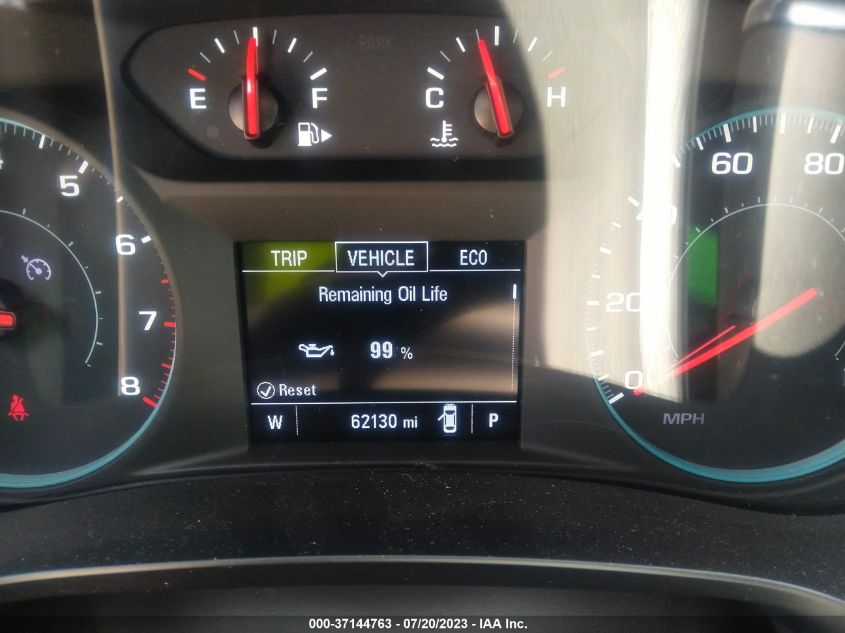 PARK
E F
C H
5
6
7
8
20
40
60
80
0
MPH
TRIP VEHICLE ECO
Remaining Oil Life
99 %
Reset
W 62130 mi P
000-37144763 - 07/20/2023 - IAA Inc.